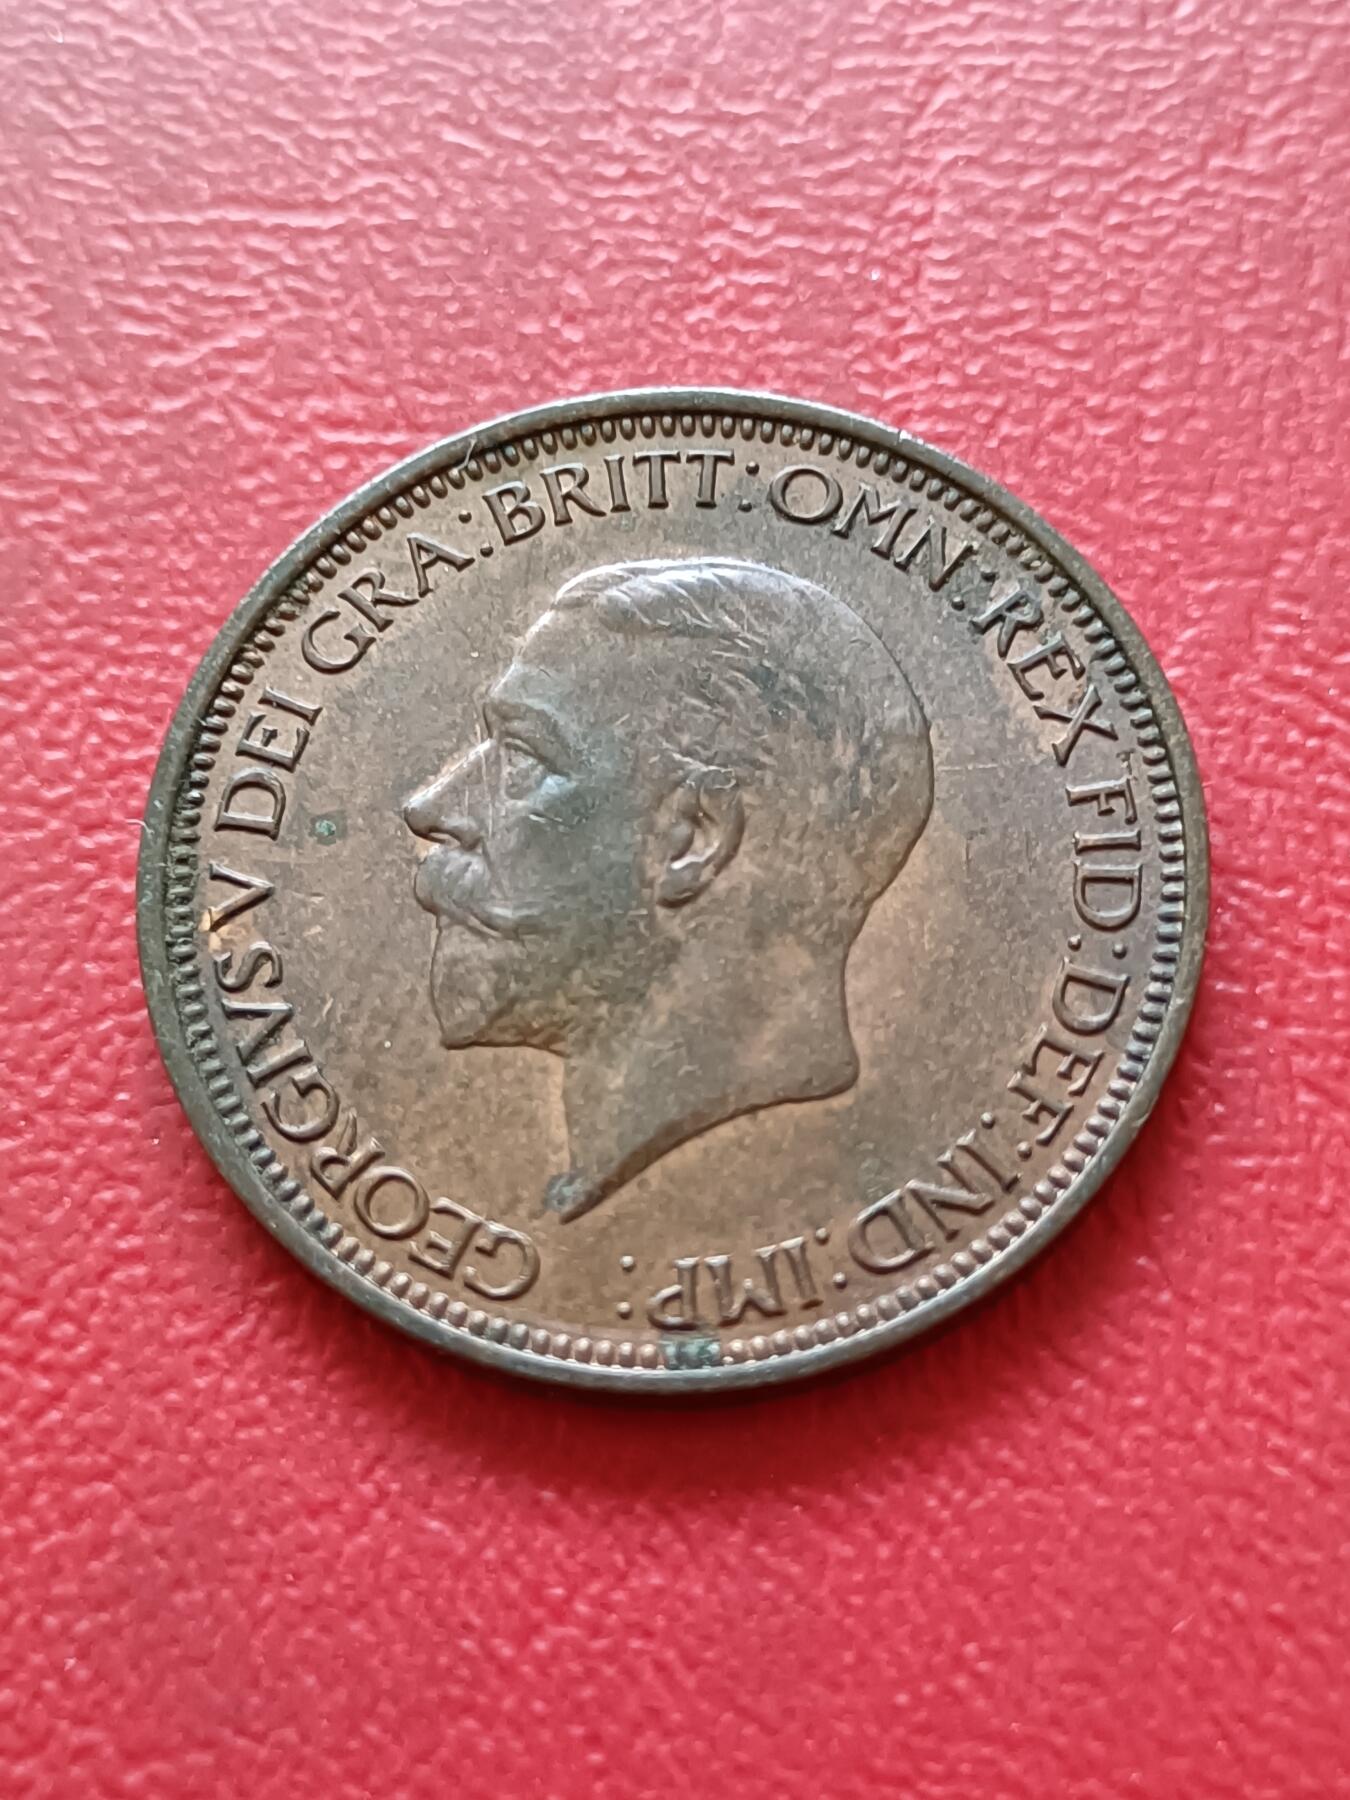 GEORGIVS V DEI GRA: BRITT: OMN: REX FID: DEF: IND: IMP: